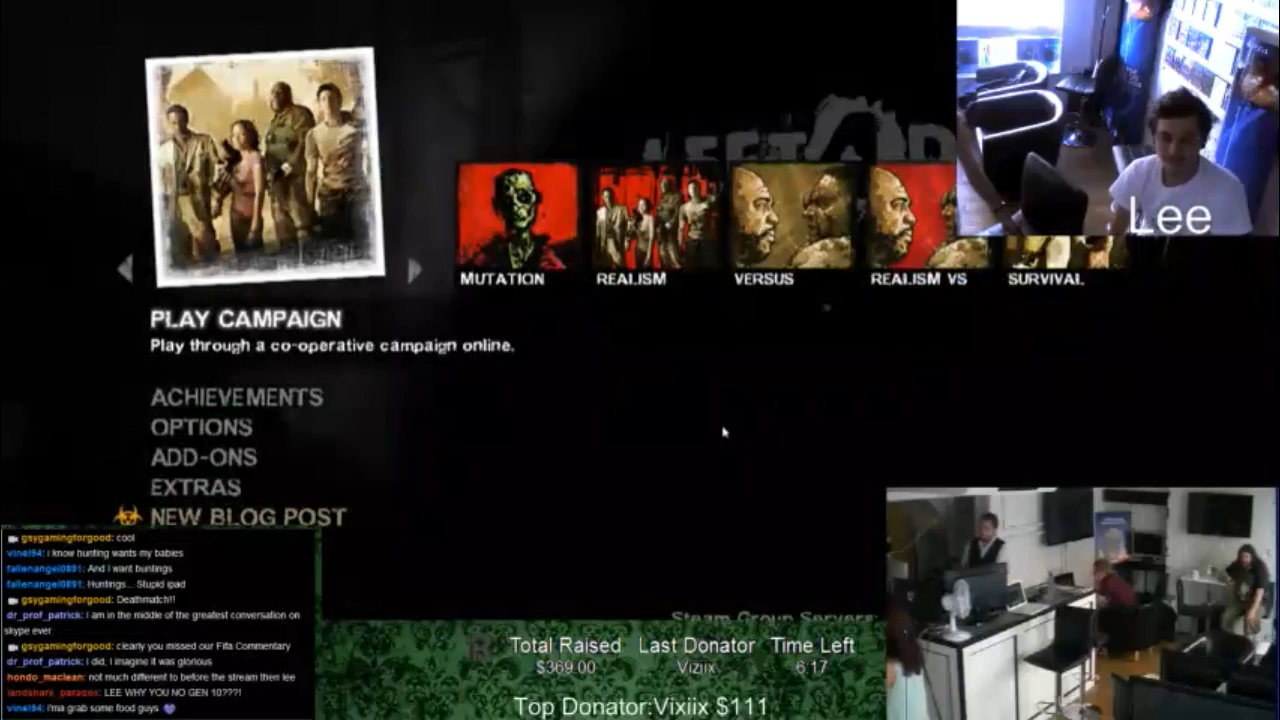 LEFT 4 D
Lee
MUTATION
REALISM
VERSUS
REALISM VS
SURVIVAL
PLAY CAMPAIGN
Play through a co-operative campaign online.
ACHIEVEMENTS
OPTIONS
ADD-ONS
EXTRAS
NEW BLOG POST
gsygamingforgood: cool
vinel94: i know hunting wants my babies
fallenangel0891: And I want buntings
fallenangel0891: Huntings... Stupid ipad
gsygamingforgood: Deathmatch!!
dr_prof_patrick: I am in the middle of the greatest conversation on
skype ever
gsygamingforgood: clearly you missed our Fifa Commentary
dr_prof_patrick: I did, I imagine it was glorious
hondo_maclean: not much different to before the stream then lee
landshark_paradox: LEE WHY YOU NO GEN 10???!
vinel94: i'ma grab some food guys
Steam Group Servers
Total Raised Last Donator Time Left
$369.00 Viziix 6:17
Top Donator:Vixiix $111